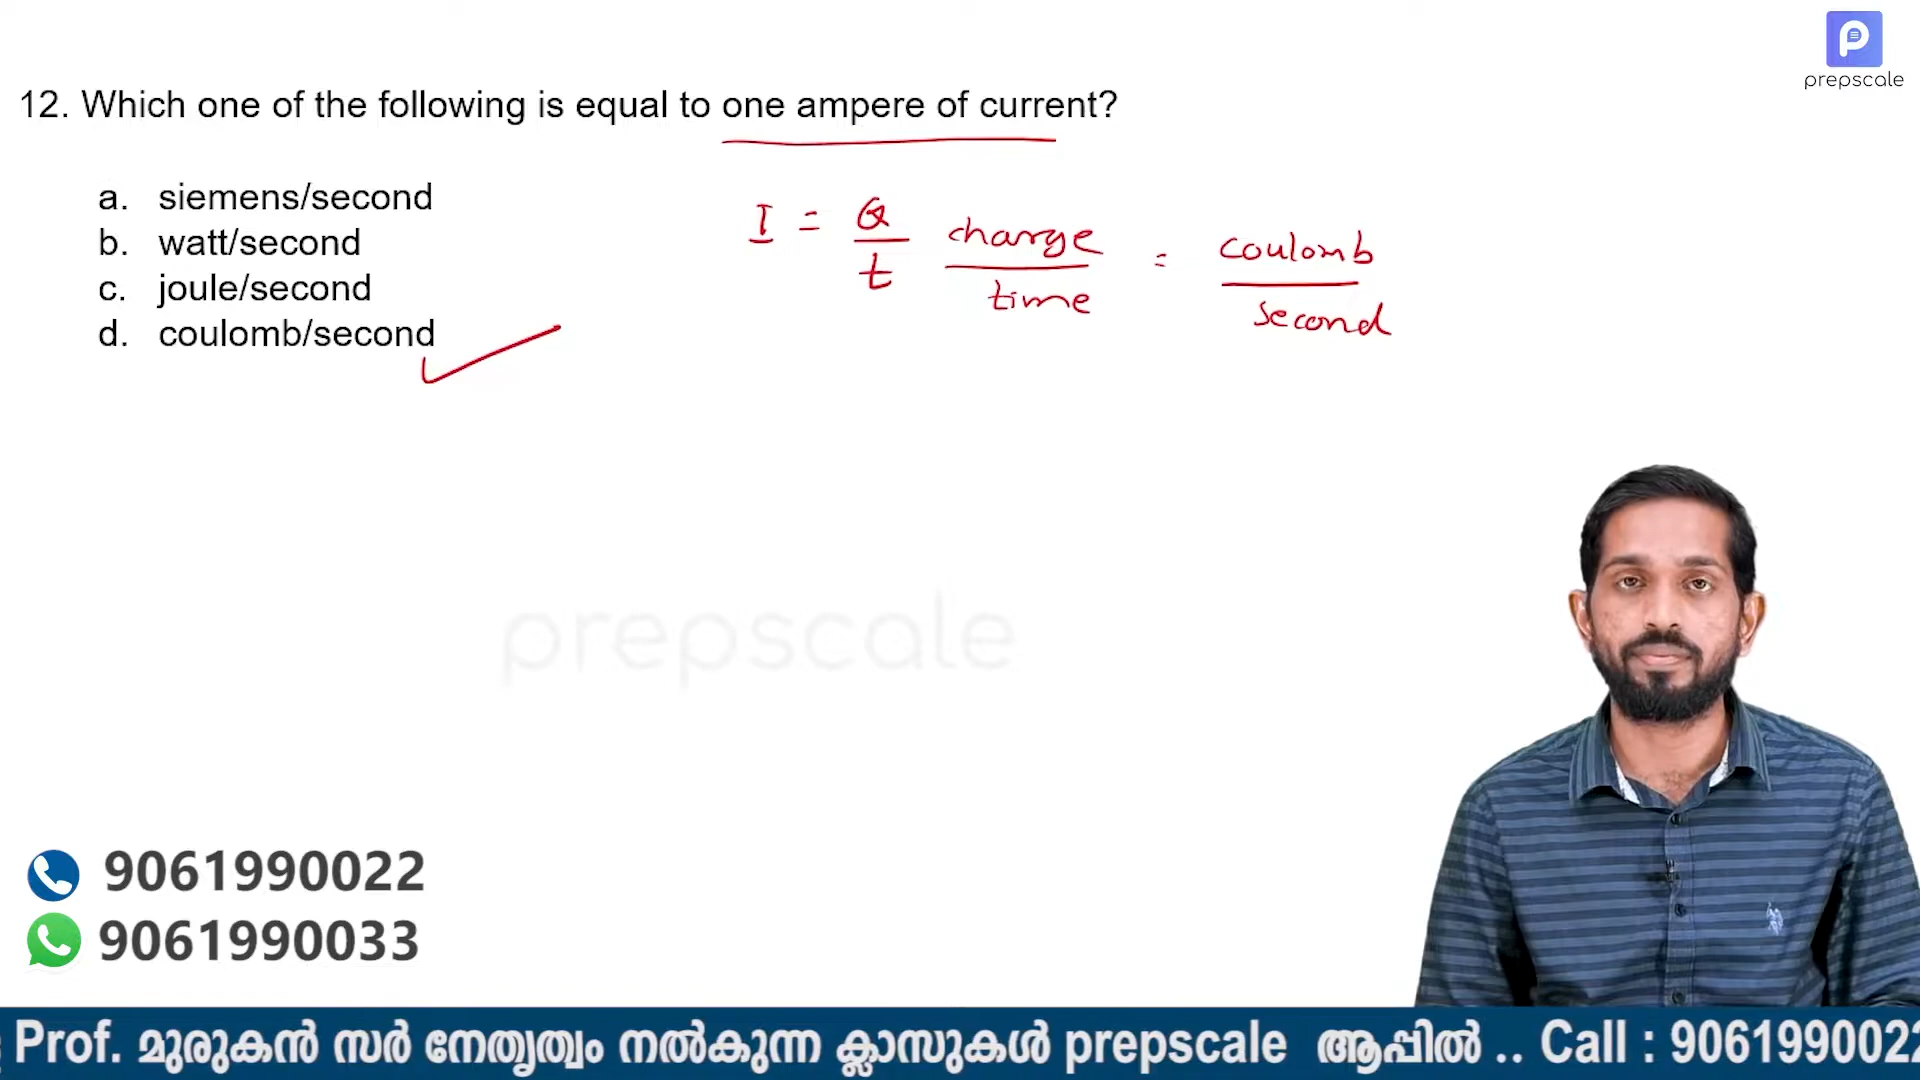 prepscale
12. Which one of the following is equal to one ampere of current?
a. siemens/second
b. watt/second
c. joule/second
d. coulomb/second
I = Q/t charge/time = coulomb/second
prepscale
9061990022
9061990033
Prof. മുരുകൻ സർ നേതൃത്വം നൽകുന്ന ക്ലാസുകൾ prepscale ആപ്പിൽ .. Call : 9061990022